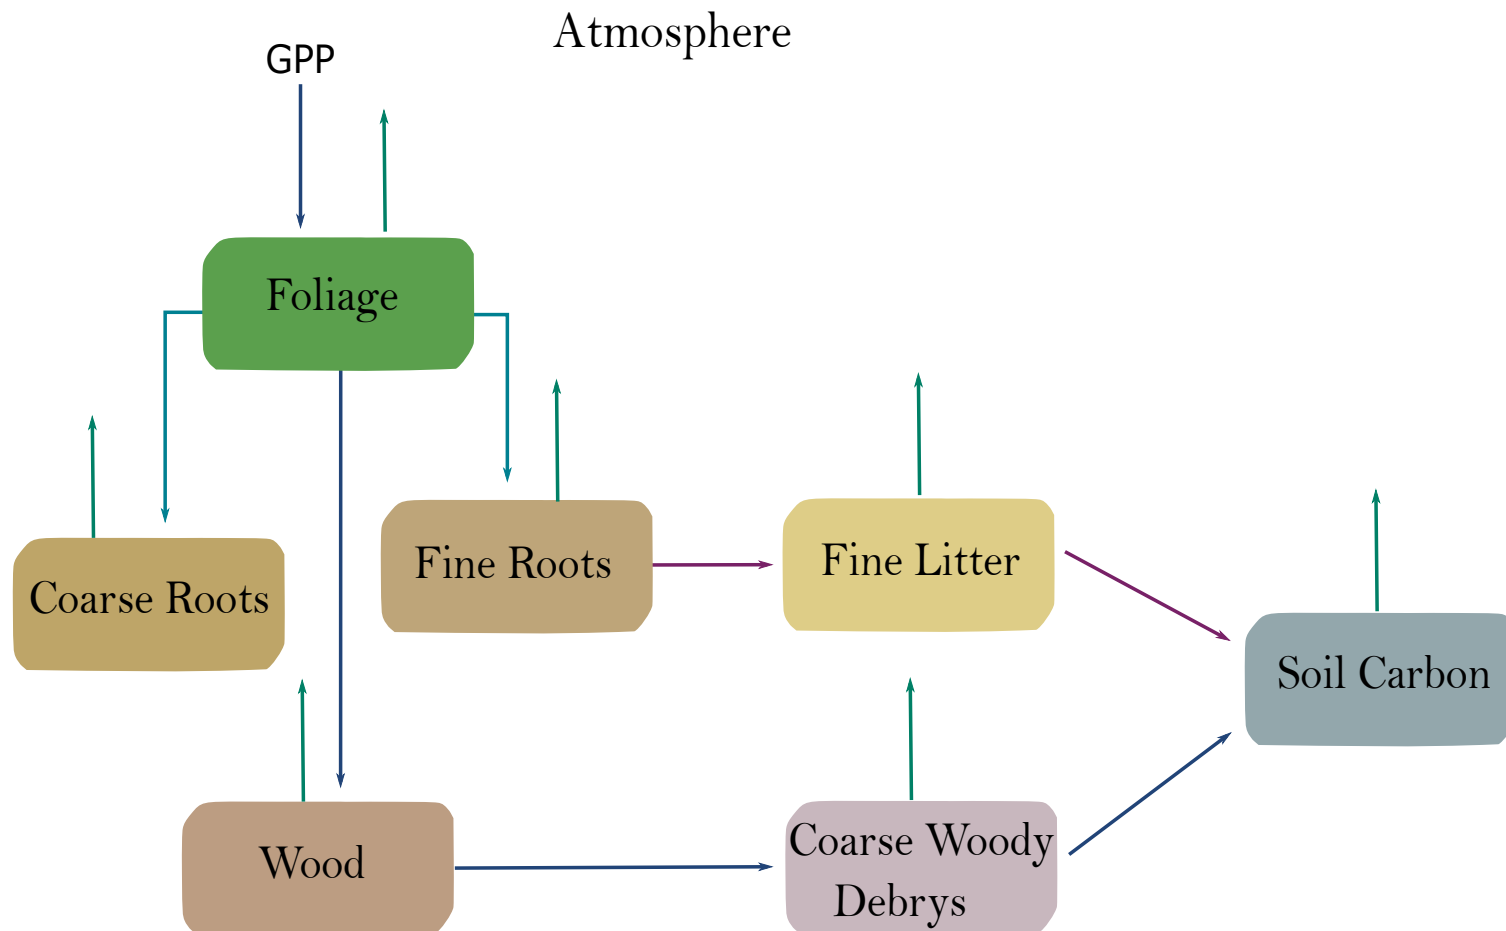 Atmosphere
GPP
Foliage
Coarse Roots
Fine Roots
Fine Litter
Soil Carbon
Wood
Coarse Woody
Debrys